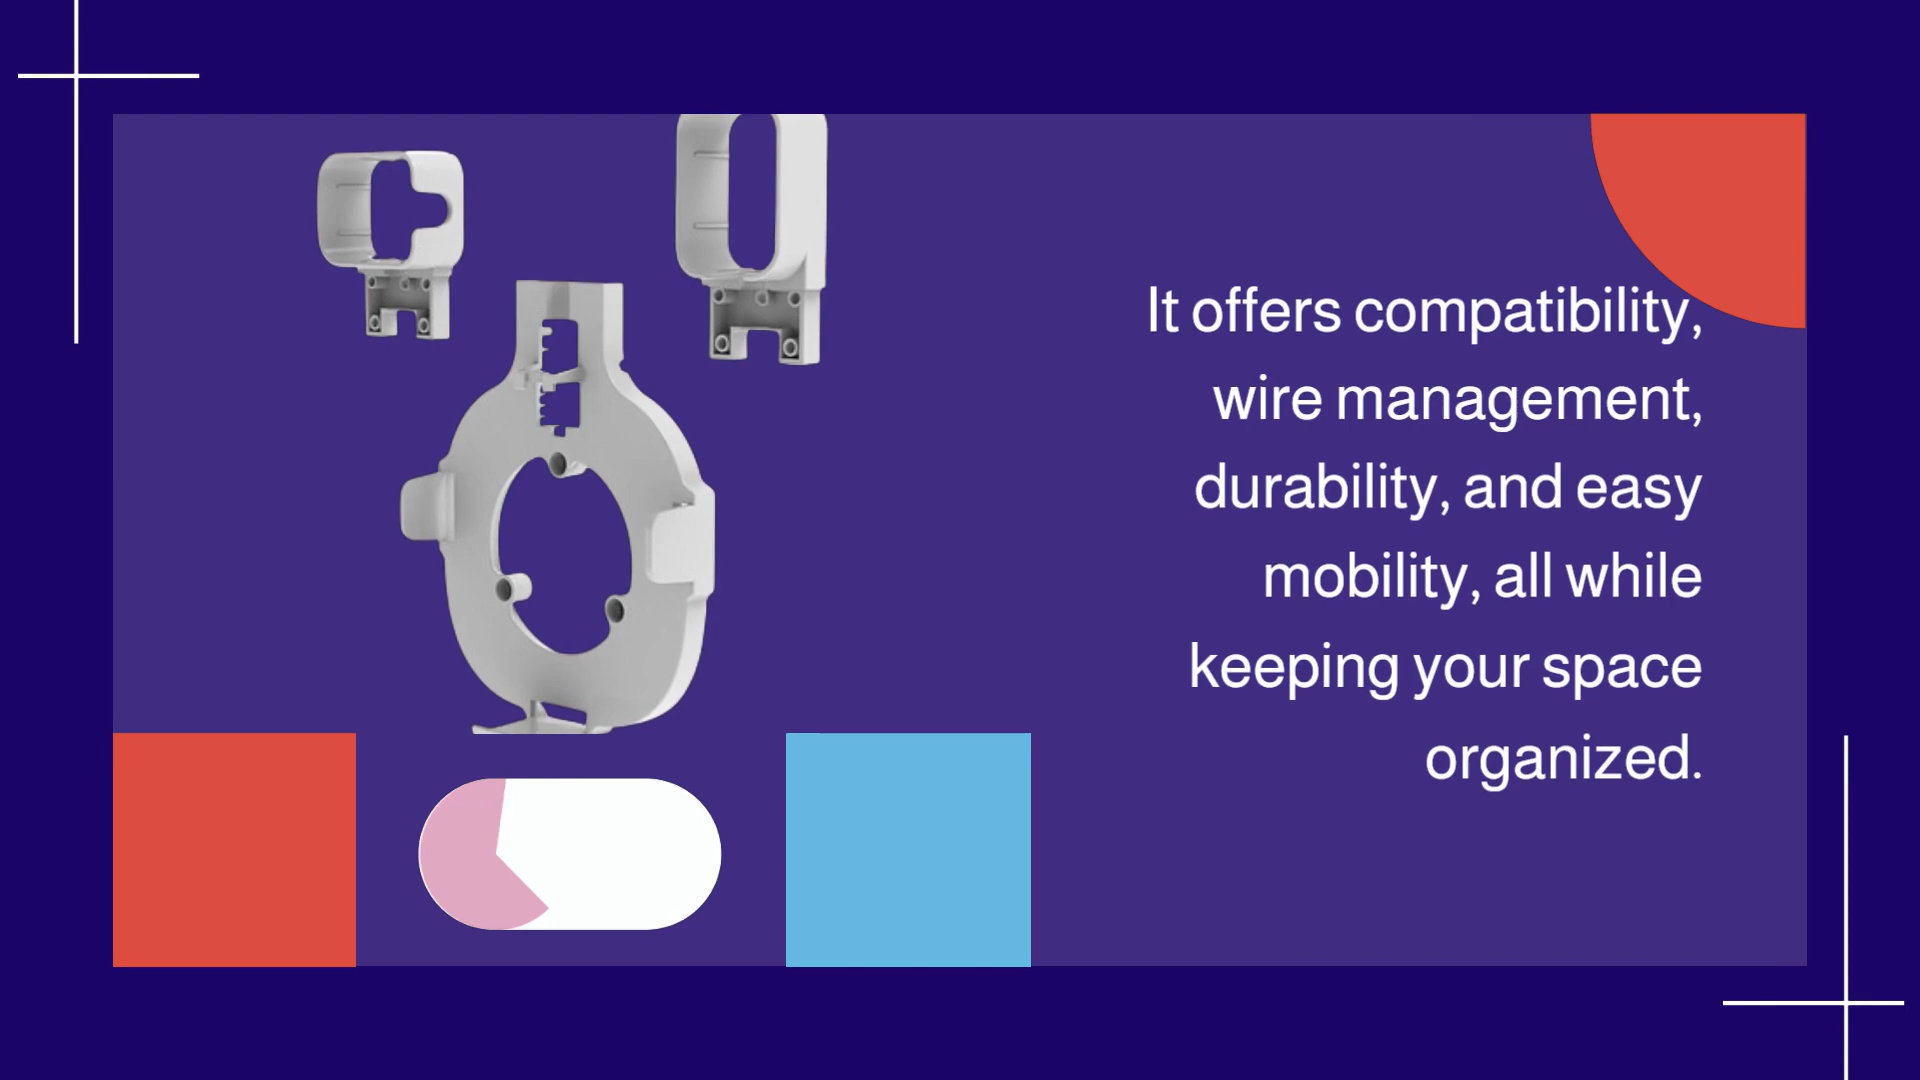 It offers compatibility,
wire management,
durability, and easy
mobility, all while
keeping your space
organized.